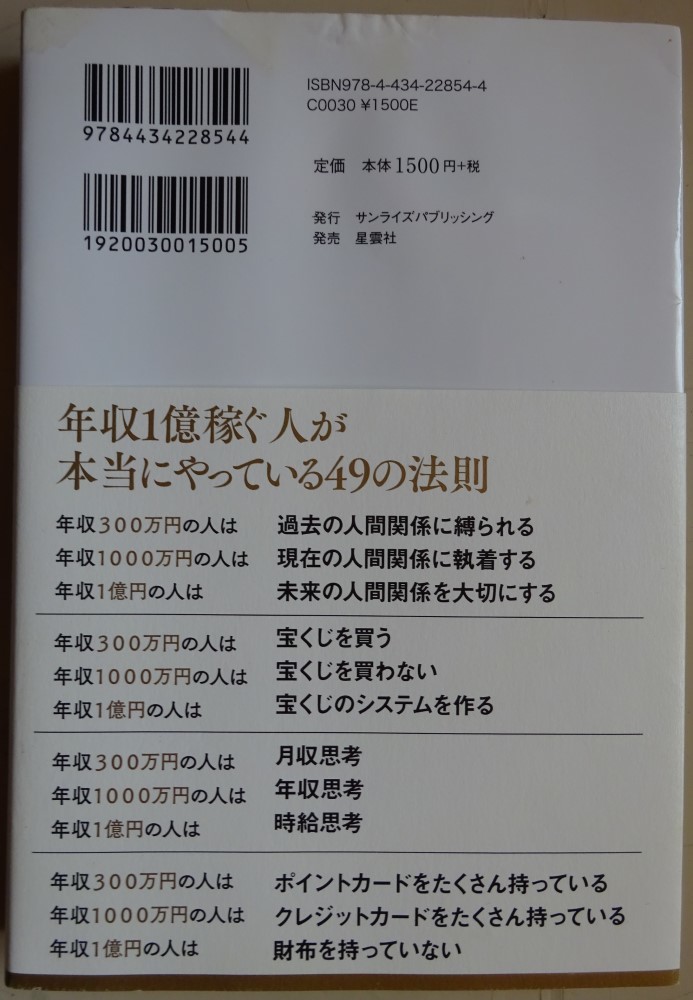 ISBN978-4-434-22854-4
C0030 ¥1500E
9784434228544
定価 本体1500円+税
1920030015005
発行 サンライズパブリッシング
発売 星雲社
年収1億稼ぐ人が
本当にやっている49の法則
年収300万円の人は 過去の人間関係に縛られる
年収1000万円の人は 現在の人間関係に執着する
年収1億円の人は 未来の人間関係を大切にする
年収300万円の人は 宝くじを買う
年収1000万円の人は 宝くじを買わない
年収1億円の人は 宝くじのシステムを作る
年収300万円の人は 月収思考
年収1000万円の人は 年収思考
年収1億円の人は 時給思考
年収300万円の人は ポイントカードをたくさん持っている
年収1000万円の人は クレジットカードをたくさん持っている
年収1億円の人は 財布を持っていない